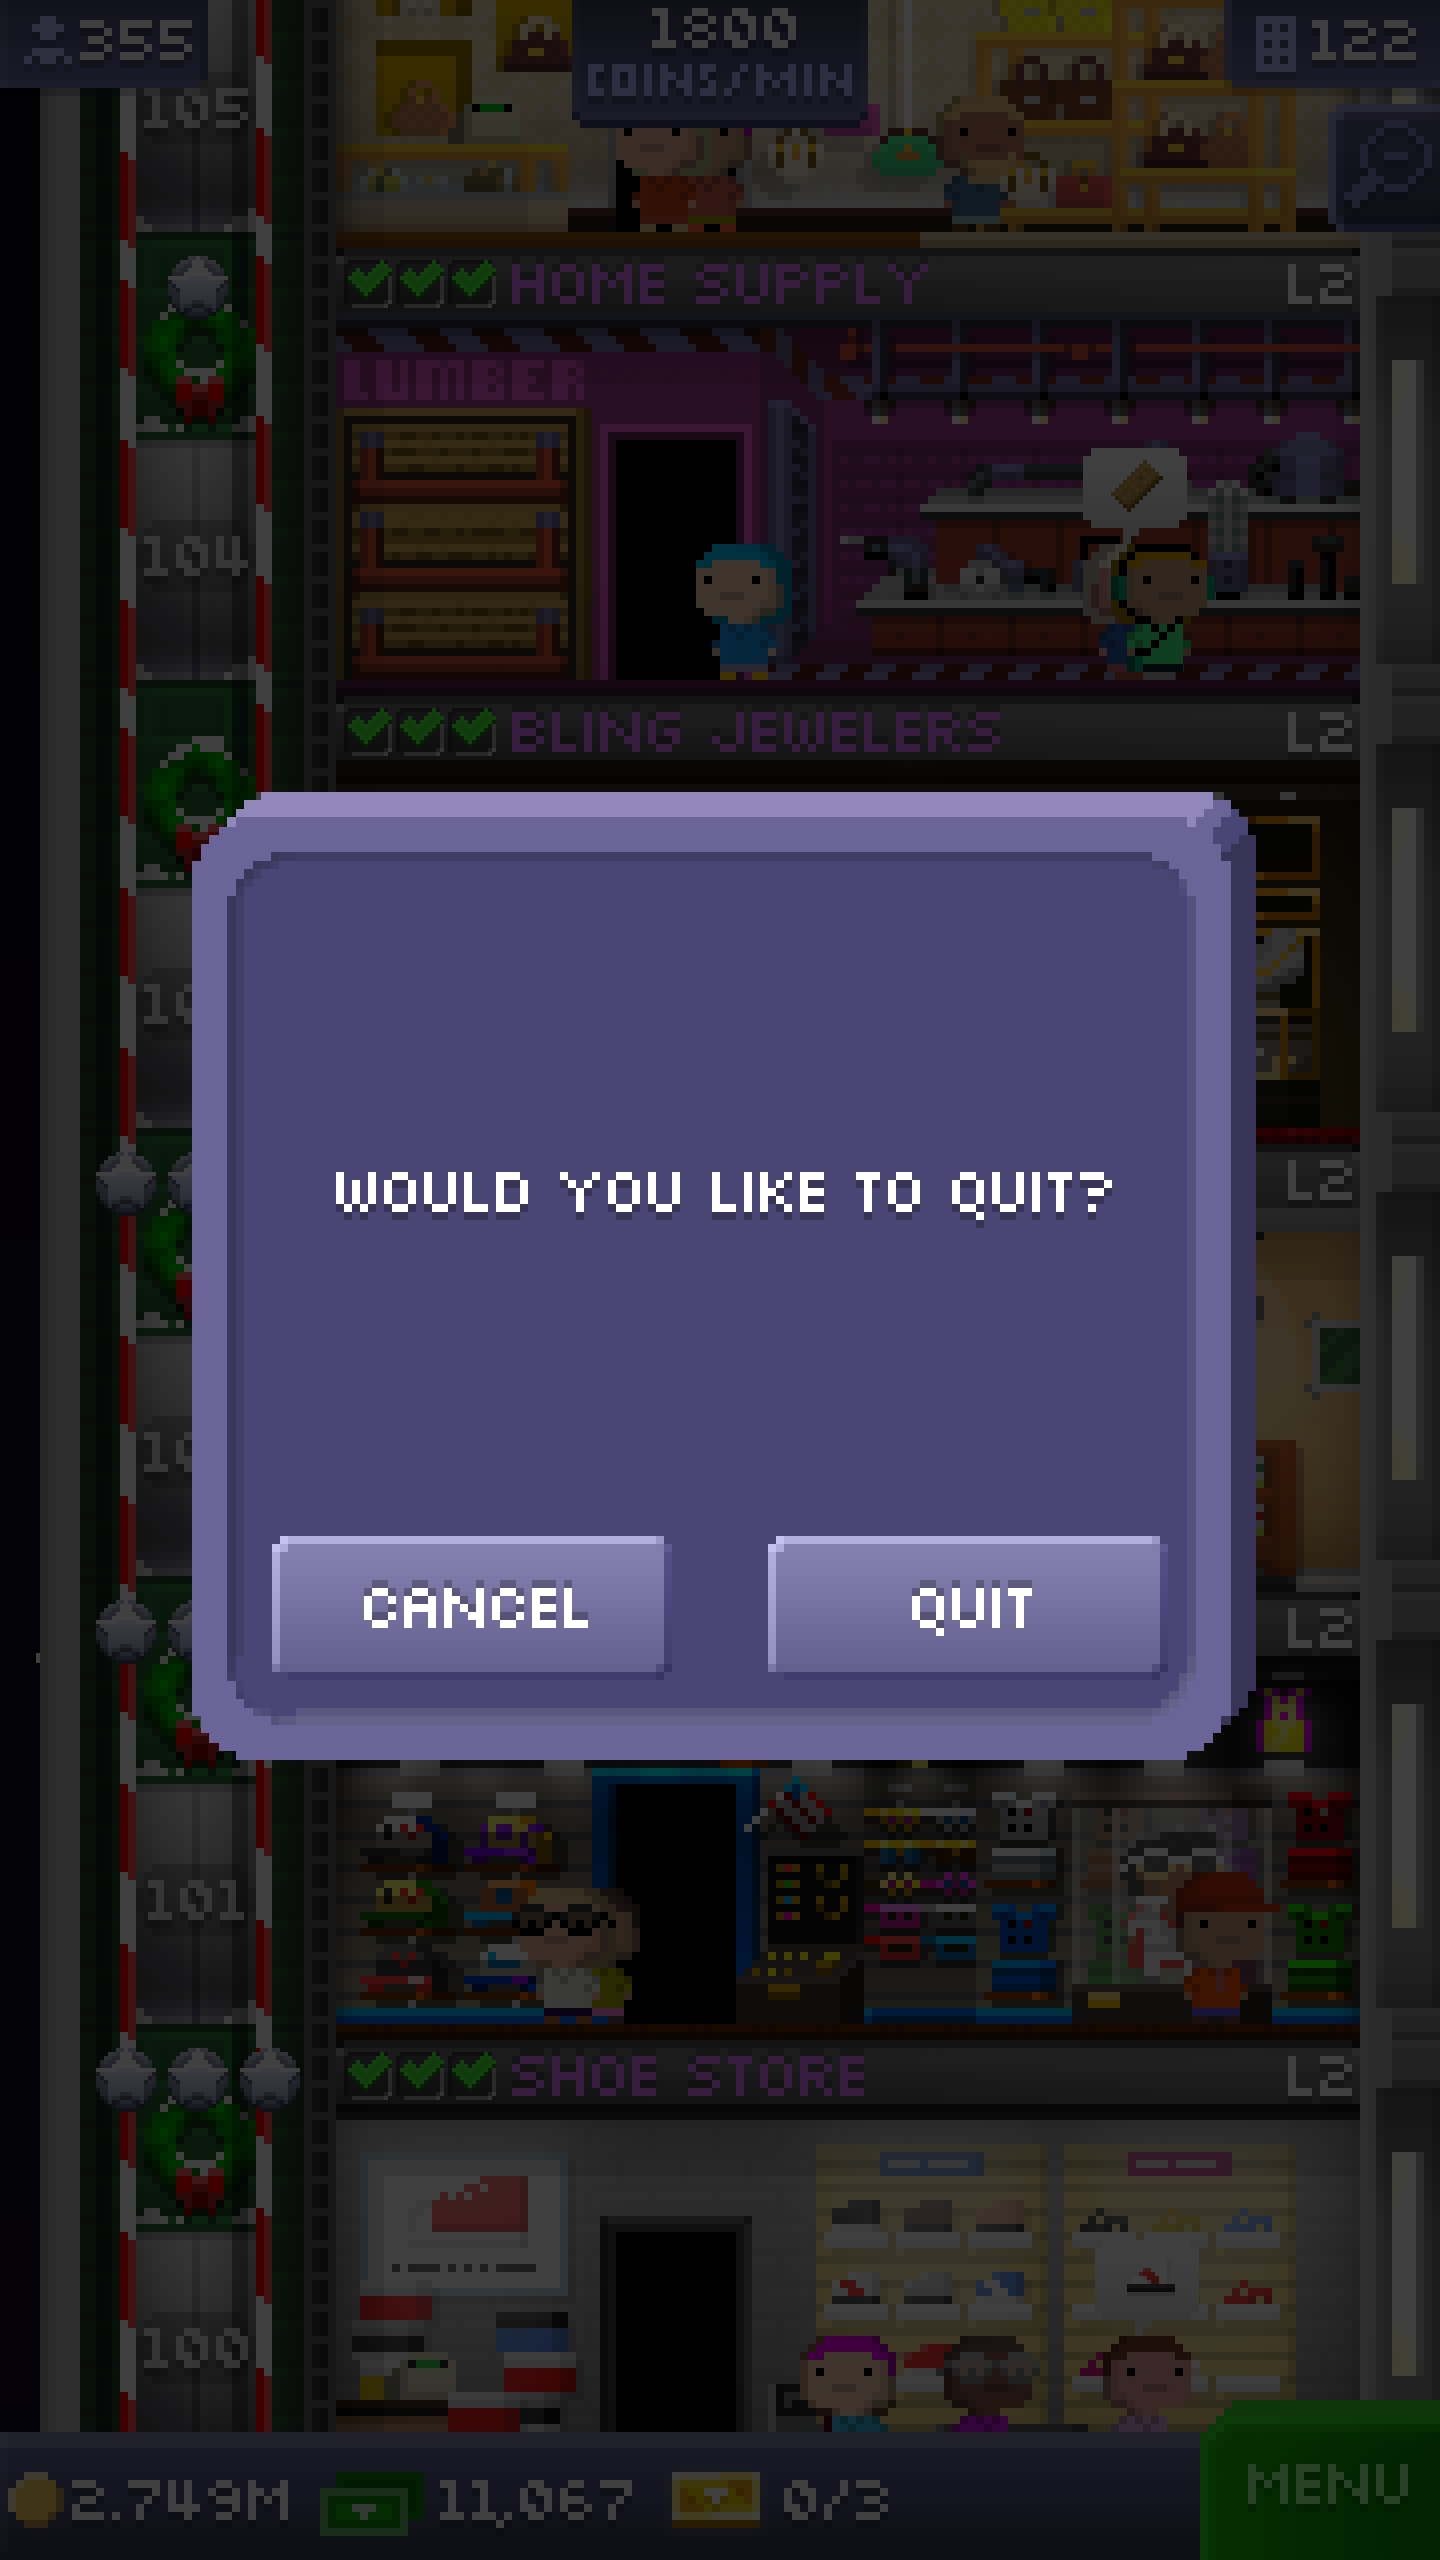 355
1800
COINS/MIN
122
105
HOME SUPPLY
L2
LUMBER
104
BLING JEWELERS
L2
L2
WOULD YOU LIKE TO QUIT?
CANCEL
QUIT
L2
101
SHOE STORE
L2
100
2.749M
11,067
0/3
MENU